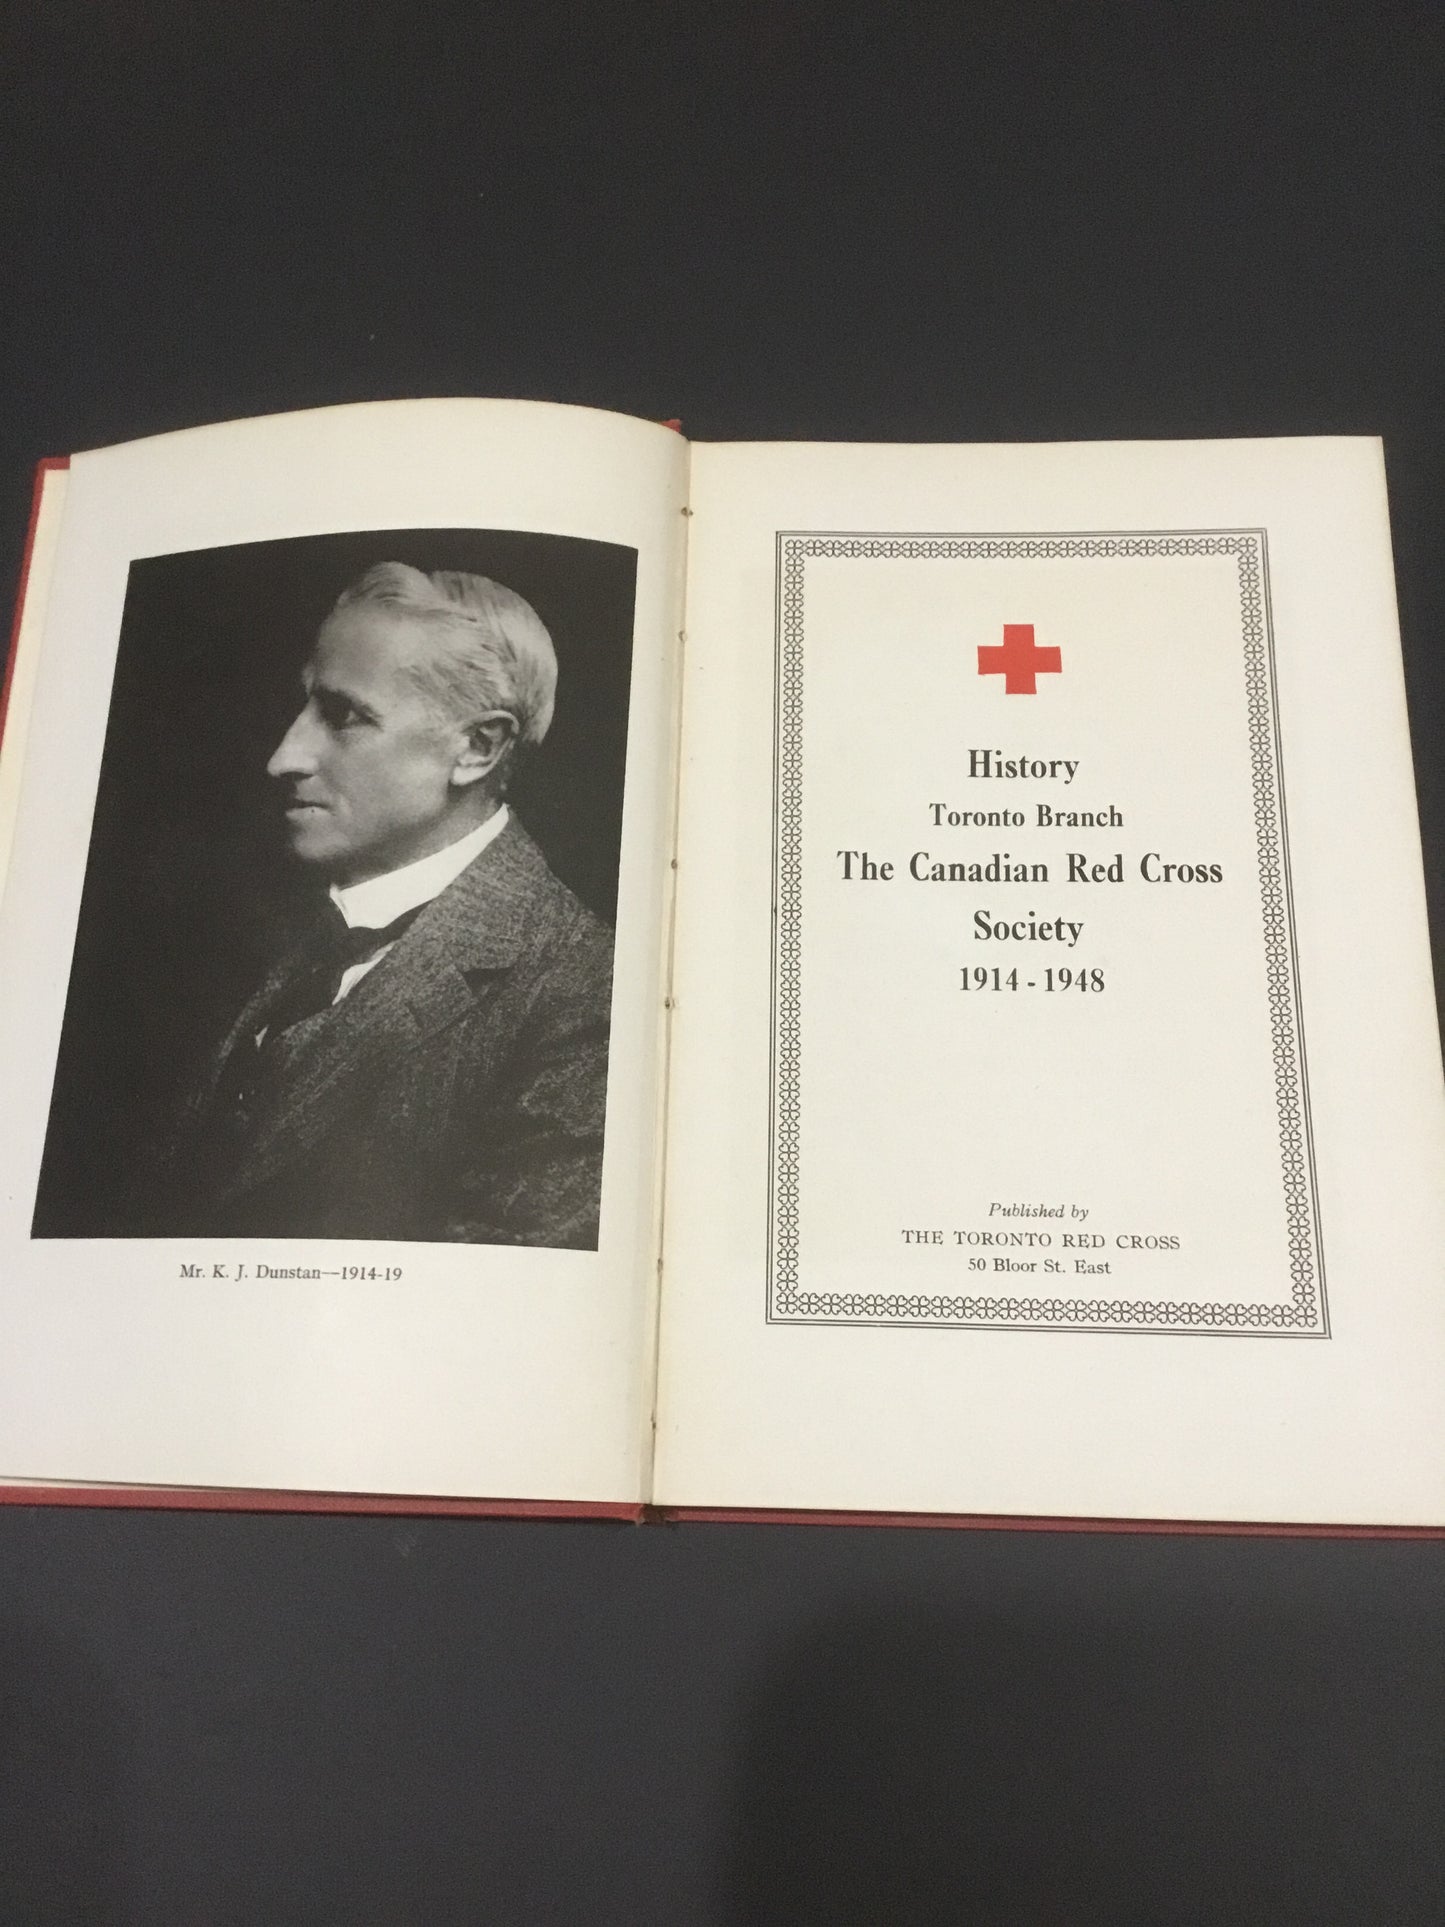 Mr. K. J. Dunstan—1914-19
History
Toronto Branch
The Canadian Red Cross
Society
1914 - 1948
Published by
THE TORONTO RED CROSS
50 Bloor St. East